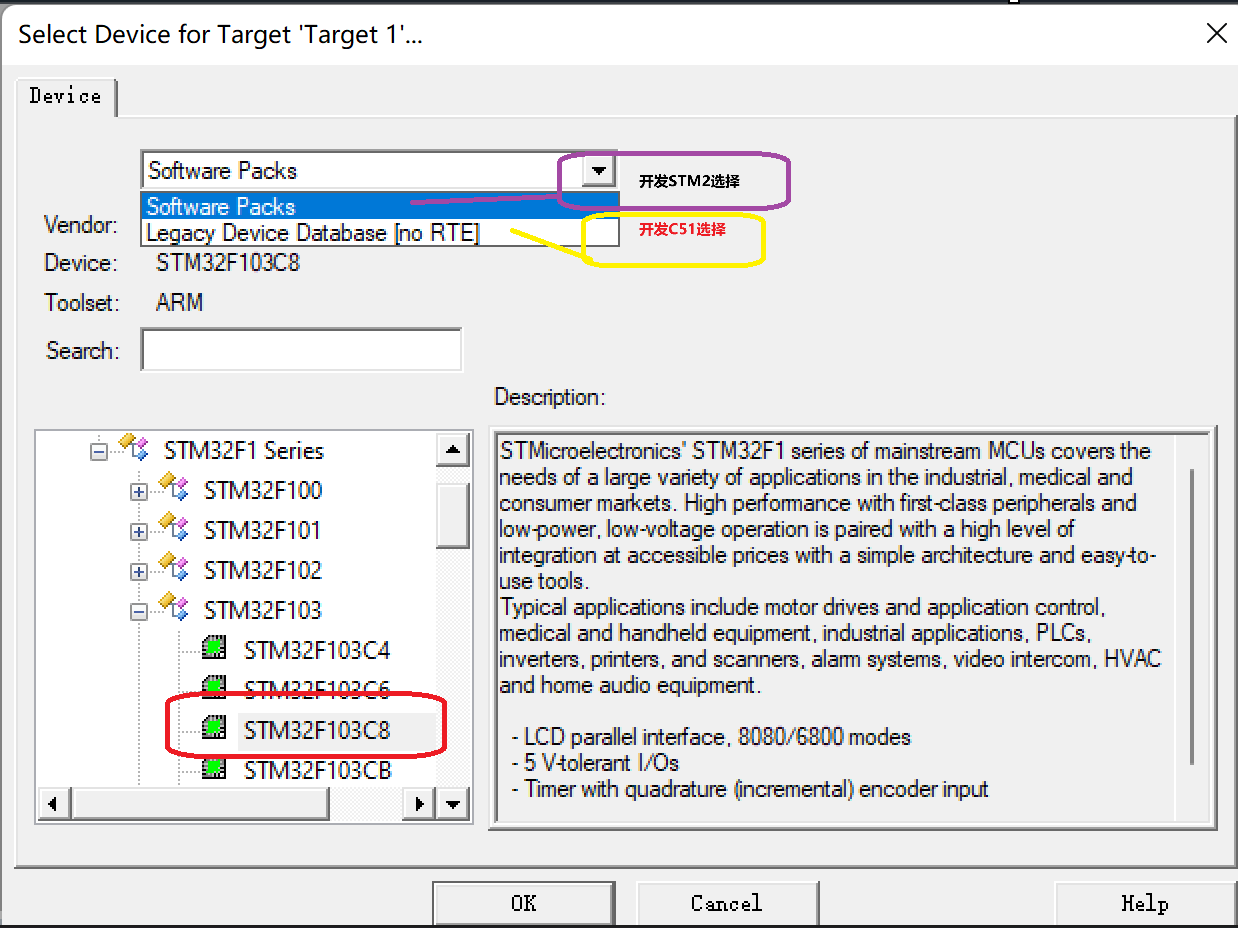 Select Device for Target 'Target 1'...
Device
Software Packs
开发STM2选择
Software Packs
Vendor:
Legacy Device Database [no RTE]
开发C51选择
Device: STM32F103C8
Toolset: ARM
Search:
Description:
STM32F1 Series
STM32F100
STM32F101
STM32F102
STM32F103
STM32F103C4
STM32F103C6
STM32F103C8
STM32F103CB
STMicroelectronics' STM32F1 series of mainstream MCUs covers the
needs of a large variety of applications in the industrial, medical and
consumer markets. High performance with first-class peripherals and
low-power, low-voltage operation is paired with a high level of
integration at accessible prices with a simple architecture and easy-to-
use tools.
Typical applications include motor drives and application control,
medical and handheld equipment, industrial applications, PLCs,
inverters, printers, and scanners, alarm systems, video intercom, HVAC
and home audio equipment.
- LCD parallel interface, 8080/6800 modes
- 5 V-tolerant I/Os
- Timer with quadrature (incremental) encoder input
OK
Cancel
Help